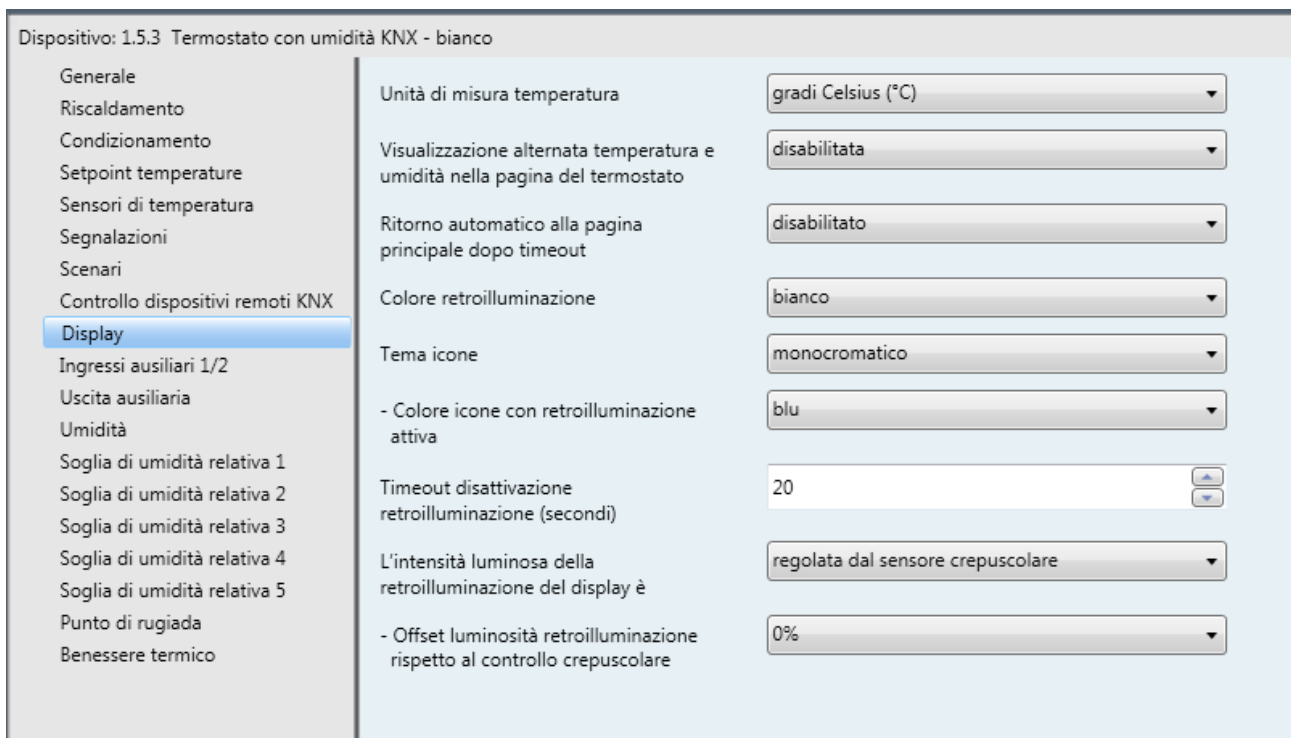 Dispositivo: 1.5.3 Termostato con umidità KNX - bianco
Generale
Riscaldamento
Condizionamento
Setpoint temperature
Sensori di temperatura
Segnalazioni
Scenari
Controllo dispositivi remoti KNX
Display
Ingressi ausiliari 1/2
Uscita ausiliaria
Umidità
Soglia di umidità relativa 1
Soglia di umidità relativa 2
Soglia di umidità relativa 3
Soglia di umidità relativa 4
Soglia di umidità relativa 5
Punto di rugiada
Benessere termico
Unità di misura temperatura
gradi Celsius (°C)
Visualizzazione alternata temperatura e
umidità nella pagina del termostato
disabilitata
Ritorno automatico alla pagina
principale dopo timeout
disabilitato
Colore retroilluminazione
bianco
Tema icone
monocromatico
- Colore icone con retroilluminazione
attiva
blu
Timeout disattivazione
retroilluminazione (secondi)
20
L'intensità luminosa della
retroilluminazione del display è
regolata dal sensore crepuscolare
- Offset luminosità retroilluminazione
rispetto al controllo crepuscolare
0%